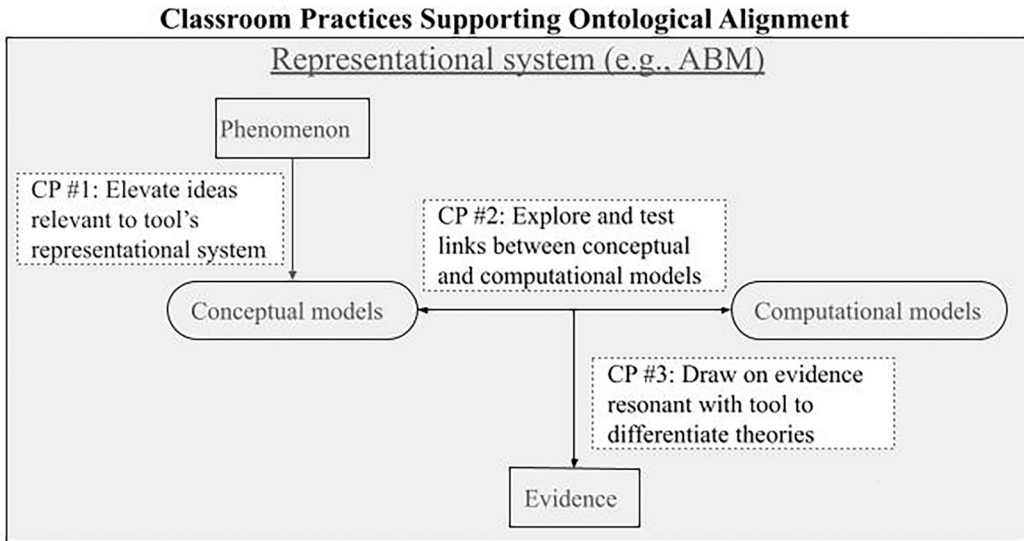 Classroom Practices Supporting Ontological Alignment
Representational system (e.g., ABM)
Phenomenon
CP #1: Elevate ideas
relevant to tool's
representational system
CP #2: Explore and test
links between conceptual
and computational models
Conceptual models
Computational models
CP #3: Draw on evidence
resonant with tool to
differentiate theories
Evidence